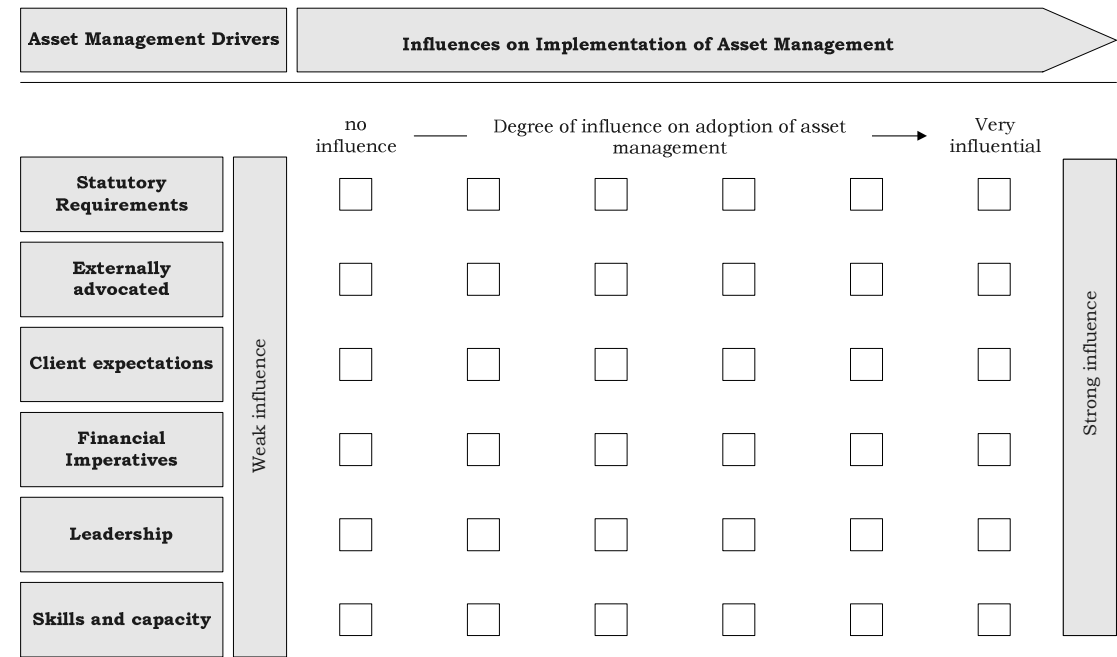 Asset Management Drivers
Influences on Implementation of Asset Management
no
influence
Degree of influence on adoption of asset
management
Very
influential
Statutory
Requirements
Externally
advocated
Client expectations
Financial
Imperatives
Leadership
Skills and capacity
Weak influence
Strong influence